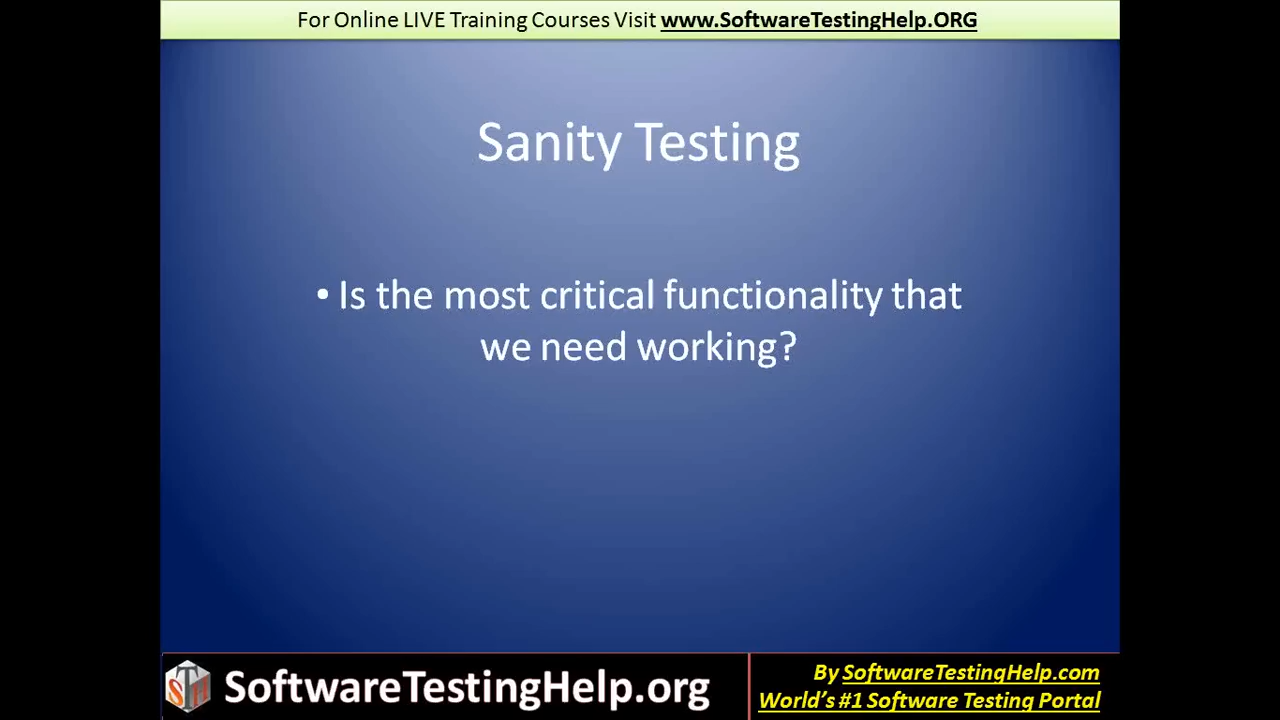 For Online LIVE Training Courses Visit www.SoftwareTestingHelp.ORG
Sanity Testing
• Is the most critical functionality that
we need working?
STH
SoftwareTestingHelp.org
By SoftwareTestingHelp.com
World's #1 Software Testing Portal